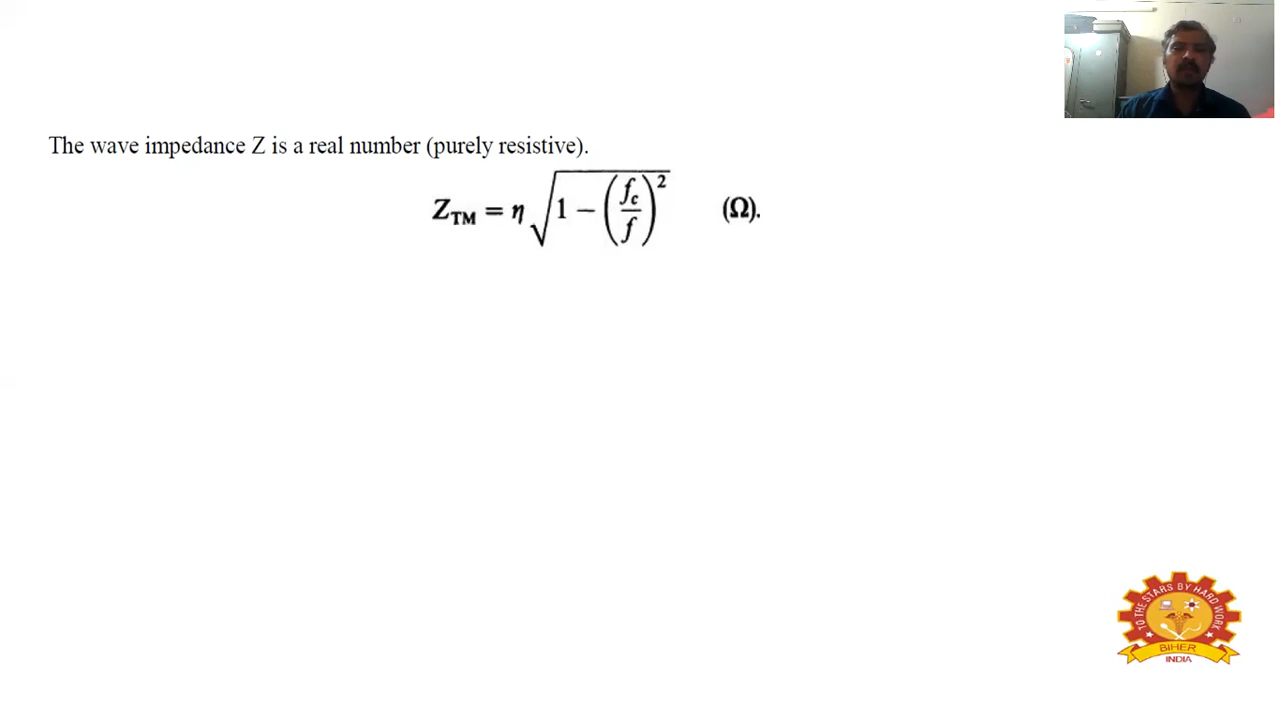 The wave impedance Z is a real number (purely resistive).
Z_TM = η √(1 − (f_c/f)²) (Ω).
TO THE STARS BY HARD WORK
BIHER
INDIA